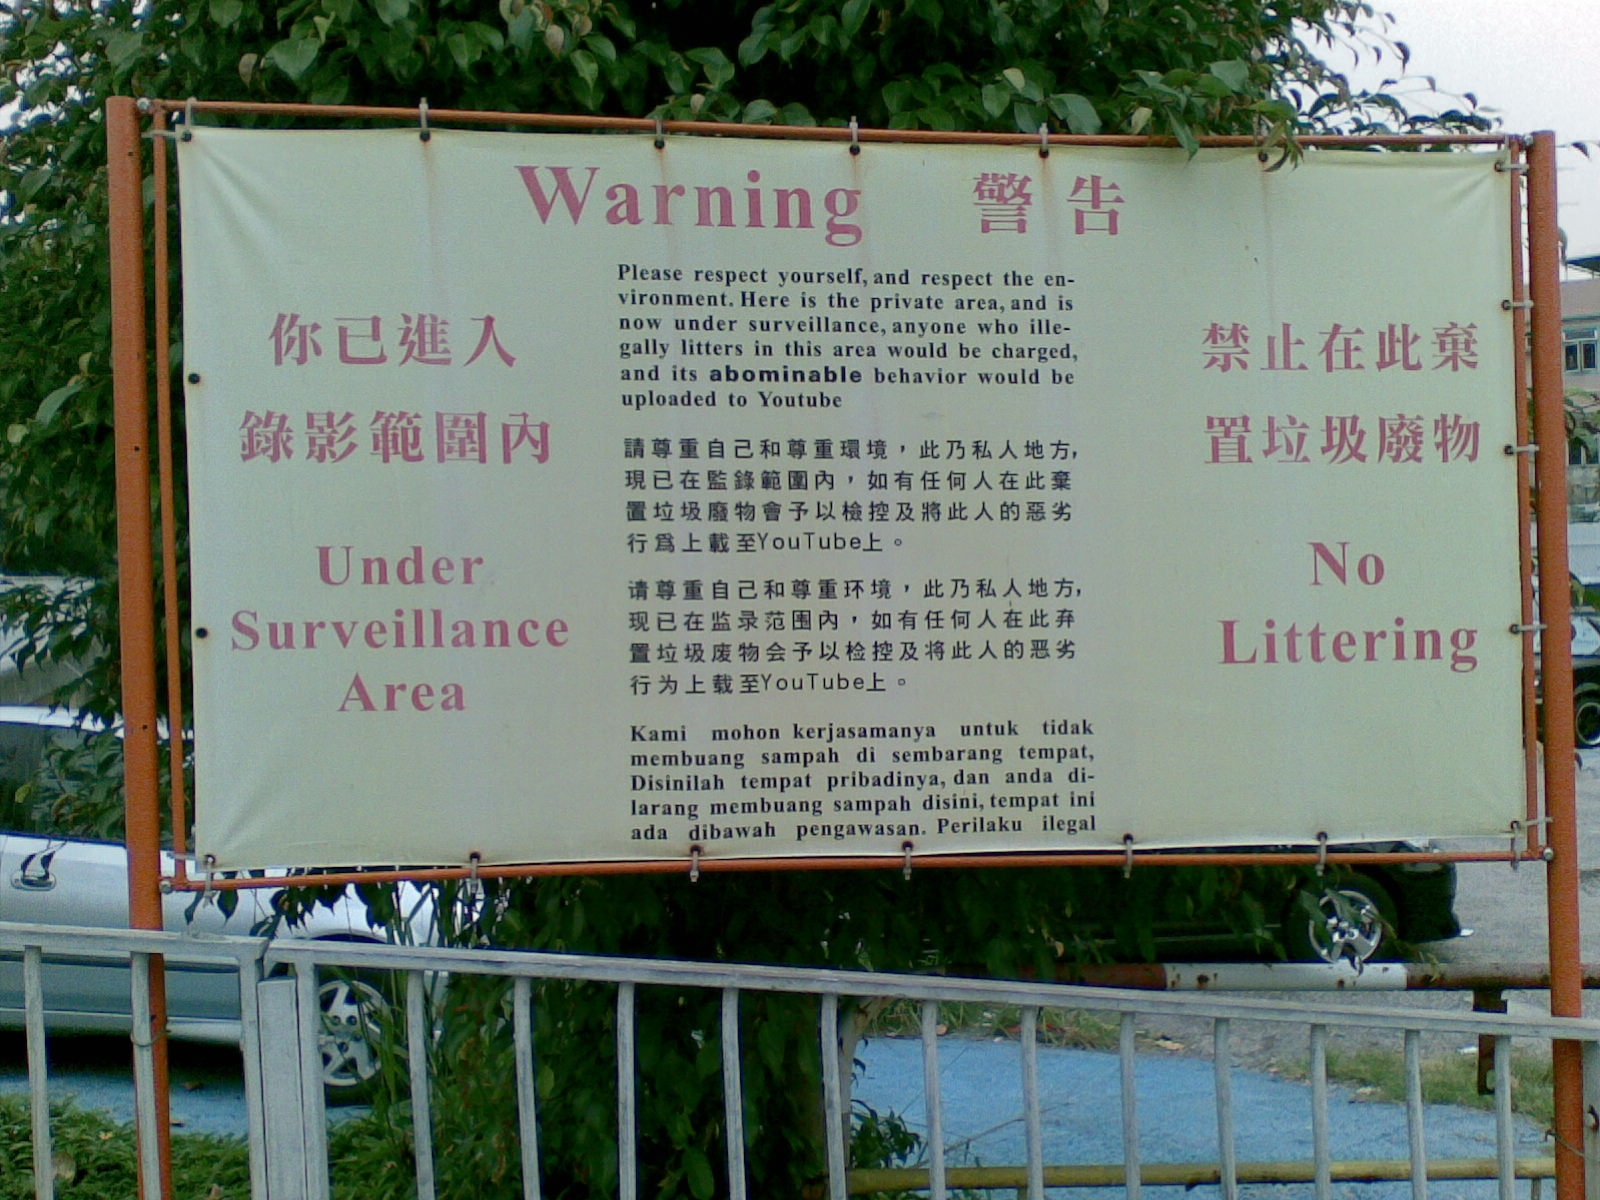 Warning 警告
你已進入
錄影範圍內
Under
Surveillance
Area
Please respect yourself, and respect the en-
vironment. Here is the private area, and is
now under surveillance, anyone who ille-
gally litters in this area would be charged,
and its abominable behavior would be
uploaded to Youtube
請尊重自己和尊重環境，此乃私人地方,
現已在監錄範圍內，如有任何人在此棄
置垃圾廢物會予以檢控及將此人的惡劣
行爲上載至YouTube上。
请尊重自己和尊重环境，此乃私人地方,
现已在监录范围內，如有任何人在此弃
置垃圾废物会予以检控及将此人的恶劣
行为上载至YouTube上。
Kami mohon kerjasamanya untuk tidak
membuang sampah di sembarang tempat,
Disinilah tempat pribadinya, dan anda di-
larang membuang sampah disini, tempat ini
ada dibawah pengawasan. Perilaku ilegal
禁止在此棄
置垃圾廢物
No
Littering